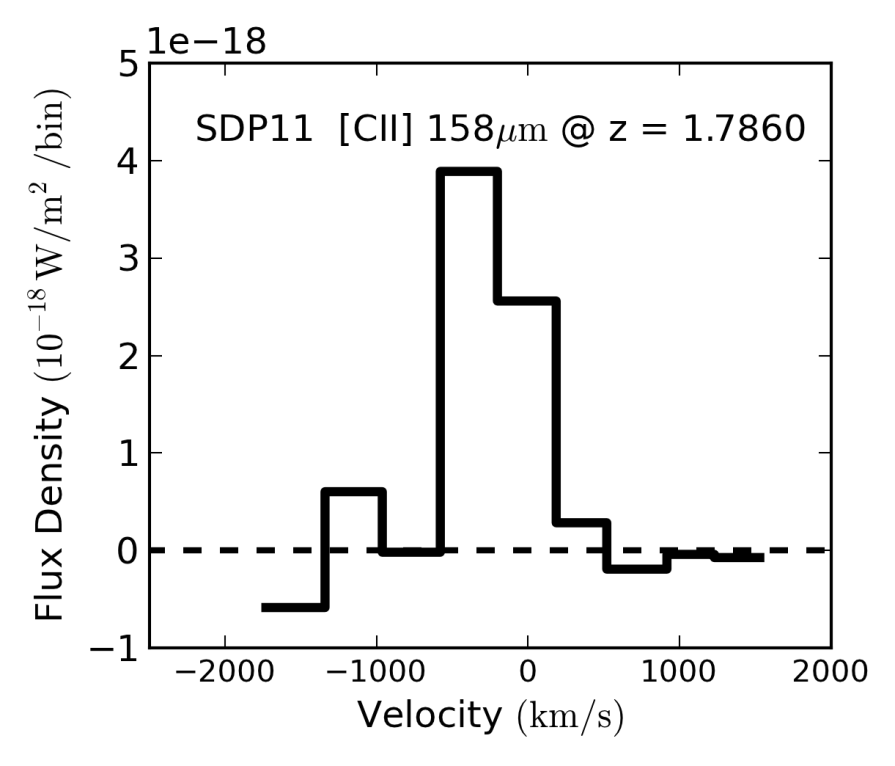 1e−18
SDP11 [CII] 158μm @ z = 1.7860
5
4
3
2
1
0
−1
Flux Density (10⁻¹⁸ W/m² /bin)
−2000 −1000 0 1000 2000
Velocity (km/s)